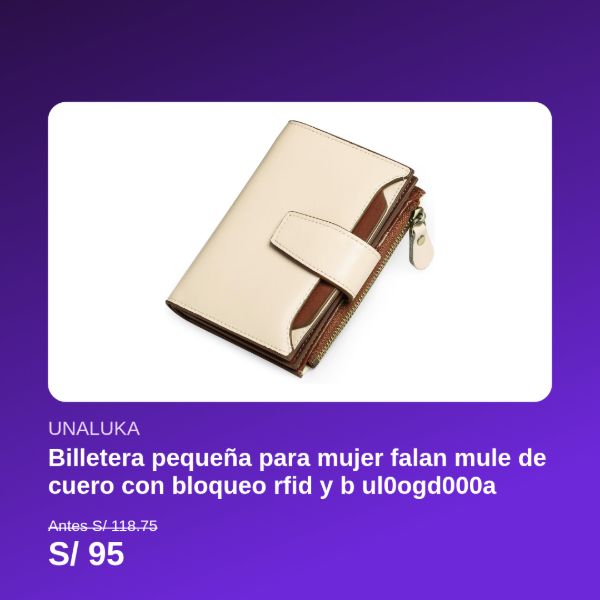 UNALUKA
Billetera pequeña para mujer falan mule de
cuero con bloqueo rfid y b ul0ogd000a
Antes S/ 118.75
S/ 95